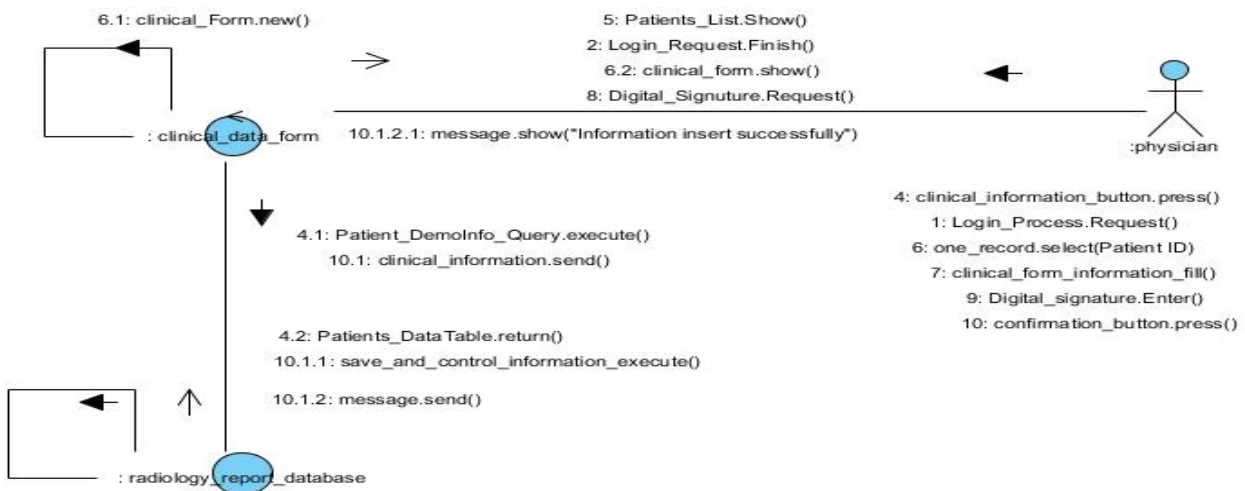 6.1: clinical_Form.new()
5: Patients_List.Show()
2: Login_Request.Finish()
6.2: clinical_form.show()
8: Digital_Signuture.Request()
: clinical_data_form
10.1.2.1: message.show("Information insert successfully")
:physician
4: clinical_information_button.press()
1: Login_Process.Request()
6: one_record.select(Patient ID)
7: clinical_form_information_fill()
9: Digital_signature.Enter()
10: confirmation_button.press()
4.1: Patient_DemoInfo_Query.execute()
10.1: clinical_information.send()
4.2: Patients_DataTable.return()
10.1.1: save_and_control_information_execute()
10.1.2: message.send()
: radiology_report_database